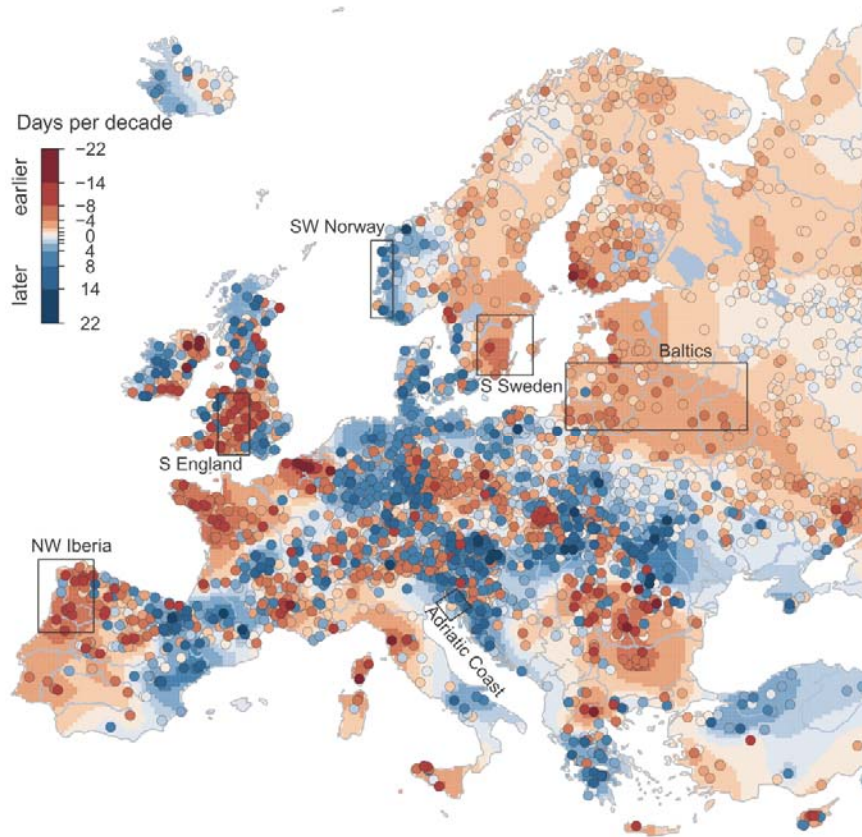 Days per decade
earlier
later
−22
−14
−8
−4
0
4
8
14
22
SW Norway
Baltics
S Sweden
S England
NW Iberia
Adriatic Coast